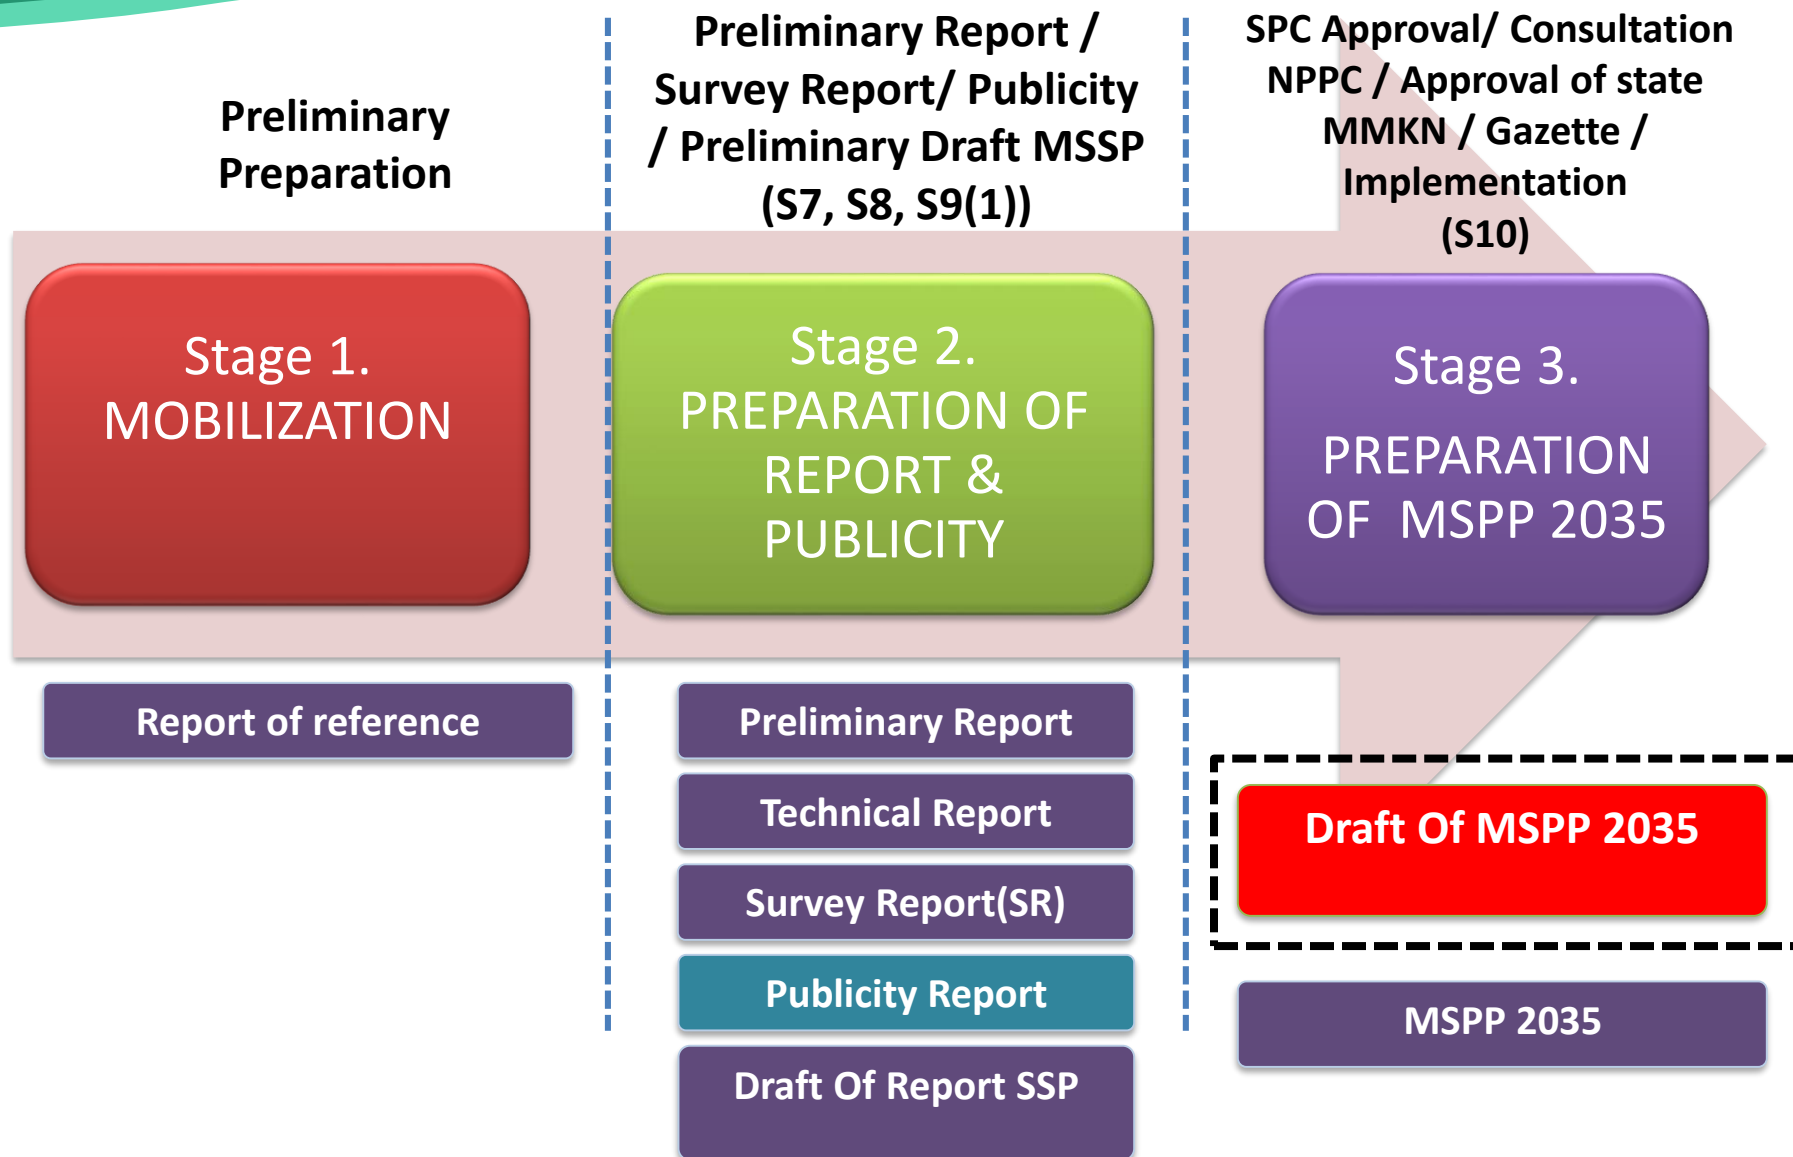 Preliminary
Preparation
Preliminary Report /
Survey Report/ Publicity
/ Preliminary Draft MSSP
(S7, S8, S9(1))
SPC Approval/ Consultation
NPPC / Approval of state
MMKN / Gazette /
Implementation
(S10)
Stage 1.
MOBILIZATION
Stage 2.
PREPARATION OF
REPORT &
PUBLICITY
Stage 3.
PREPARATION
OF MSPP 2035
Report of reference
Preliminary Report
Technical Report
Survey Report(SR)
Publicity Report
Draft Of Report SSP
Draft Of MSPP 2035
MSPP 2035